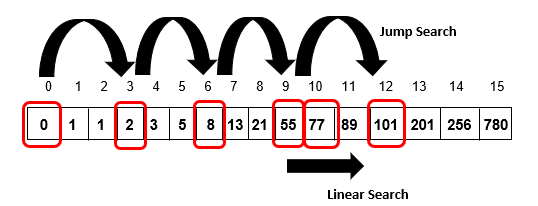 Jump Search
0 1 2 3 4 5 6 7 8 9 10 11 12 13 14 15
0 1 1 2 3 5 8 13 21 55 77 89 101 201 256 780
Linear Search